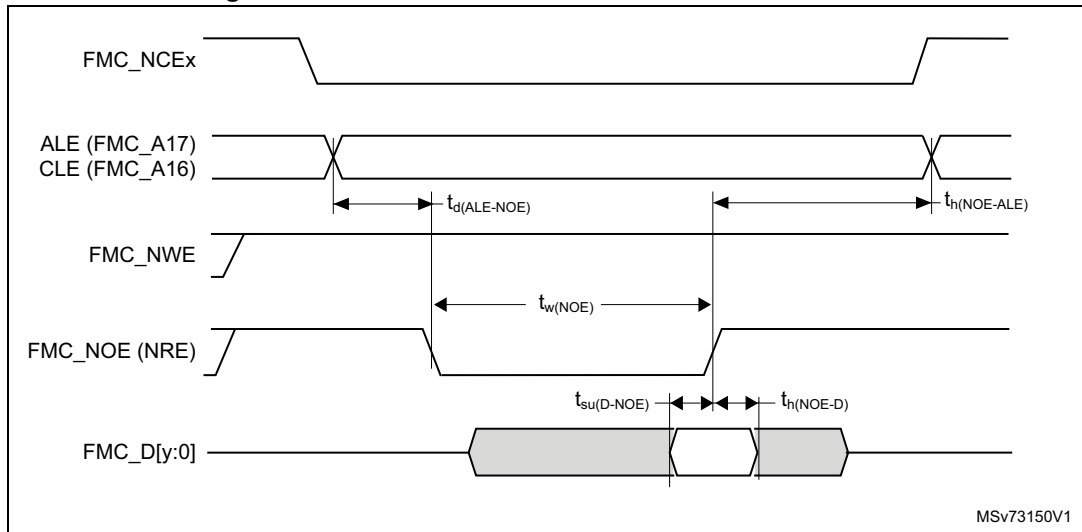 FMC_NCEx
ALE (FMC_A17)
CLE (FMC_A16)
td(ALE-NOE)
th(NOE-ALE)
FMC_NWE
tw(NOE)
FMC_NOE (NRE)
tsu(D-NOE)
th(NOE-D)
FMC_D[y:0]
MSv73150V1